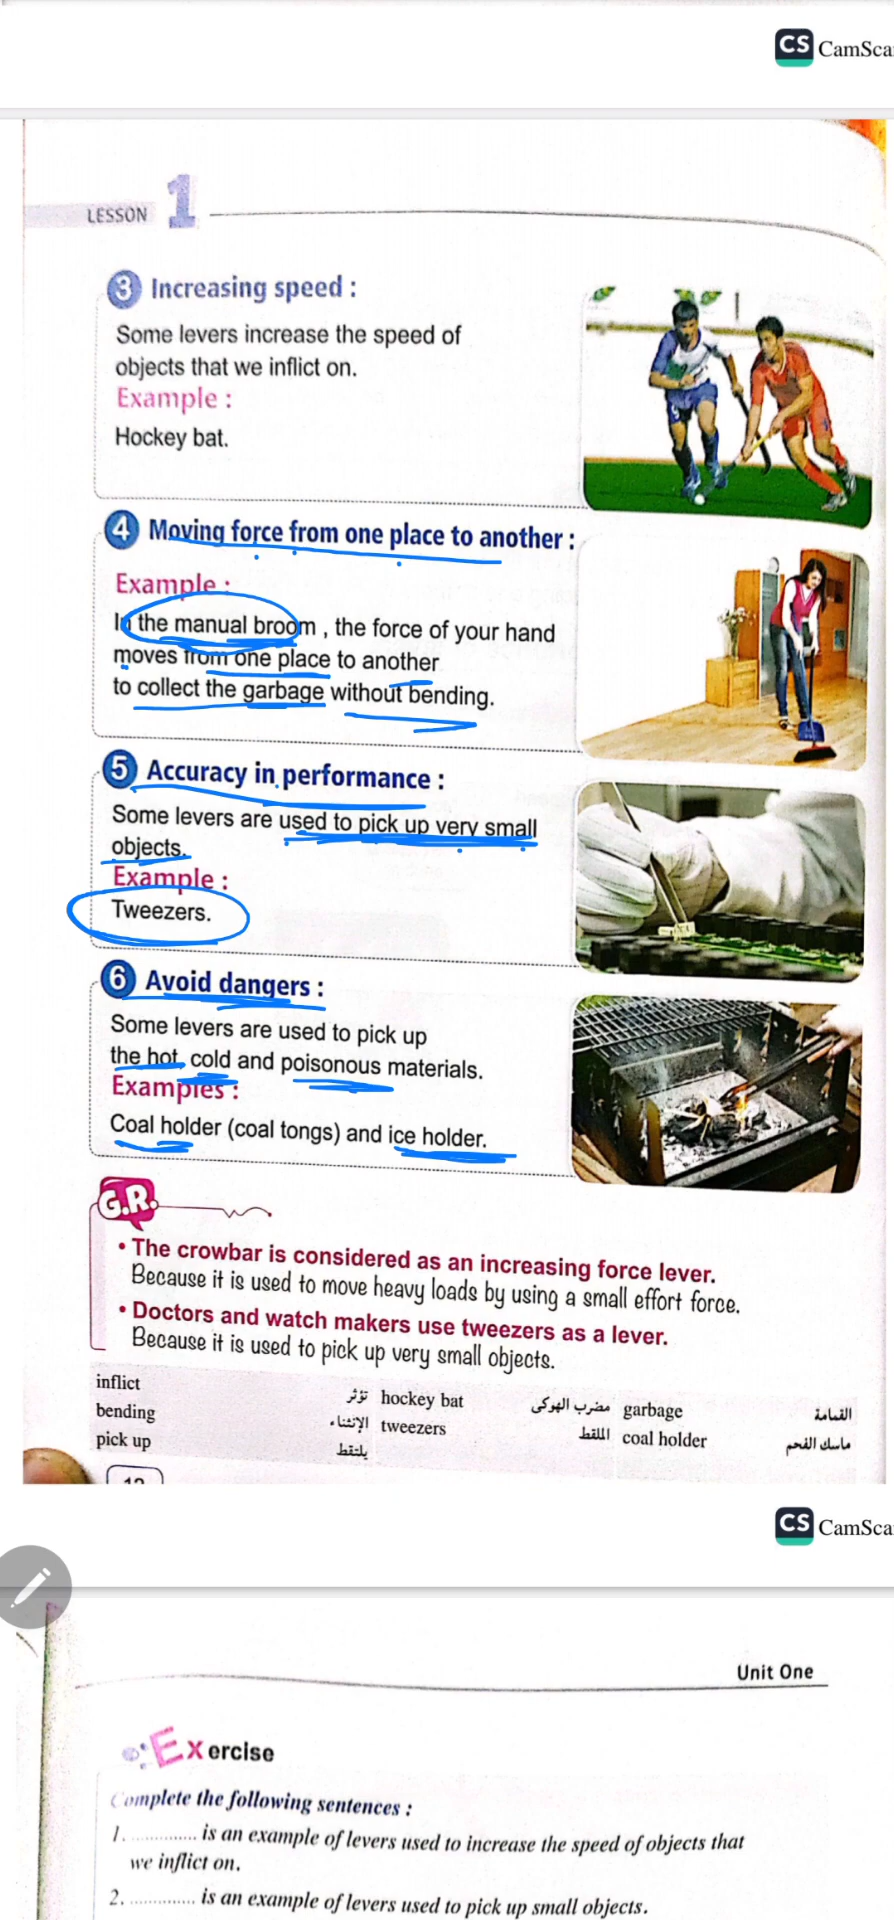 CS CamSca
LESSON 1
3 Increasing speed :
Some levers increase the speed of
objects that we inflict on.
Example :
Hockey bat.
4 Moving force from one place to another :
Example :
In the manual broom , the force of your hand
moves from one place to another
to collect the garbage without bending.
5 Accuracy in performance :
Some levers are used to pick up very small
objects.
Example :
Tweezers.
6 Avoid dangers :
Some levers are used to pick up
the hot, cold and poisonous materials.
Examples :
Coal holder (coal tongs) and ice holder.
G.R.
• The crowbar is considered as an increasing force lever.
Because it is used to move heavy loads by using a small effort force.
• Doctors and watch makers use tweezers as a lever.
Because it is used to pick up very small objects.
inflict تؤثر hockey bat مضرب الهوكى garbage القمامة
bending الإنثناء tweezers الملقط coal holder ماسك الفحم
pick up يلتقط
CS CamSca
Unit One
Exercise
Complete the following sentences :
1. ............. is an example of levers used to increase the speed of objects that
we inflict on.
2. ............. is an example of levers used to pick up small objects.